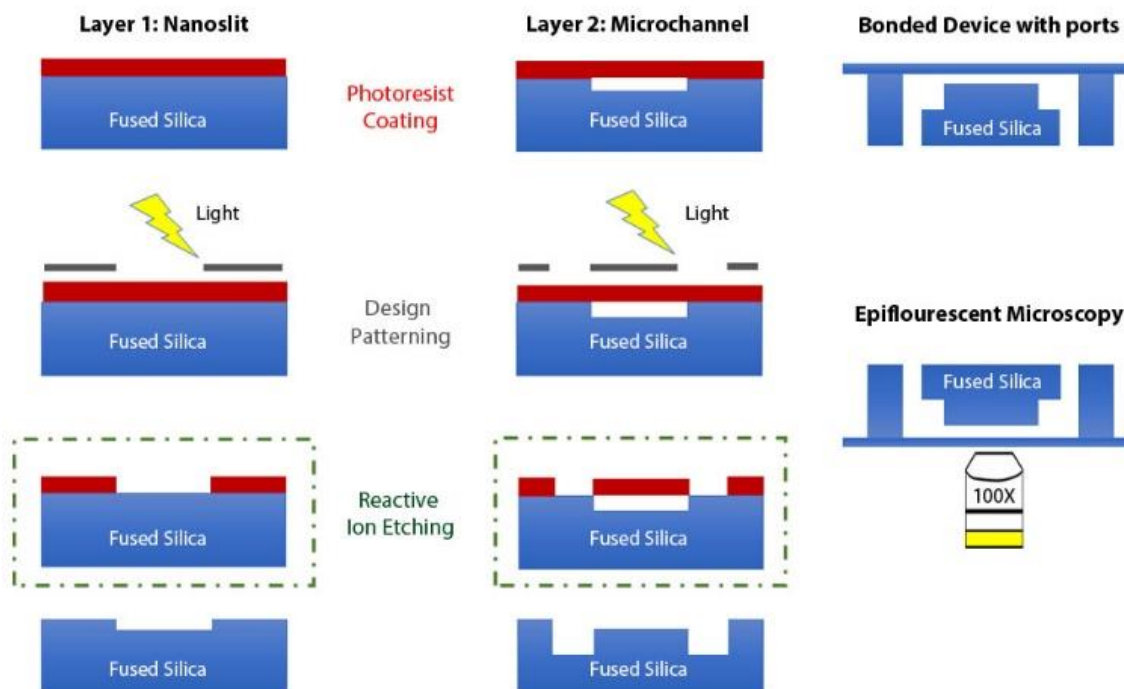 Layer 1: Nanoslit
Layer 2: Microchannel
Bonded Device with ports
Fused Silica
Photoresist
Coating
Fused Silica
Fused Silica
Light
Light
Fused Silica
Design
Patterning
Fused Silica
Epiflourescent Microscopy
Fused Silica
Fused Silica
Reactive
Ion Etching
Fused Silica
100X
Fused Silica
Fused Silica